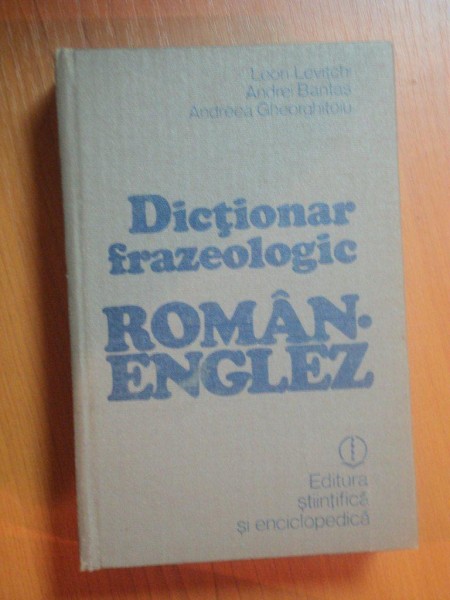 Leon Levițchi
Andrei Bantaș
Andreea Gheorghițoiu
Dicționar
frazeologic
ROMÂN-
ENGLEZ
Editura
științifică
și enciclopedică